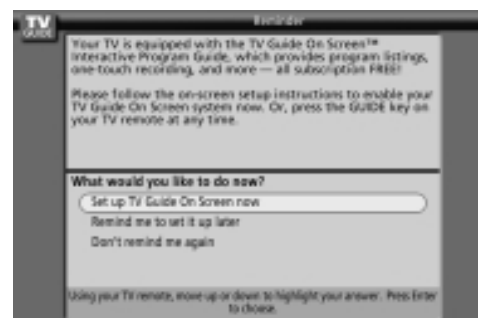 TV
GUIDE
Reminder
Your TV is equipped with the TV Guide On Screen™
Interactive Program Guide, which provides program listings,
one-touch recording, and more — all subscription FREE!
Please follow the on-screen setup instructions to enable your
TV Guide On Screen system now. Or, press the GUIDE key on
your TV remote at any time.
What would you like to do now?
Set up TV Guide On Screen now
Remind me to set it up later
Don't remind me again
Using your TV remote, move up or down to highlight your answer. Press Enter
to choose.